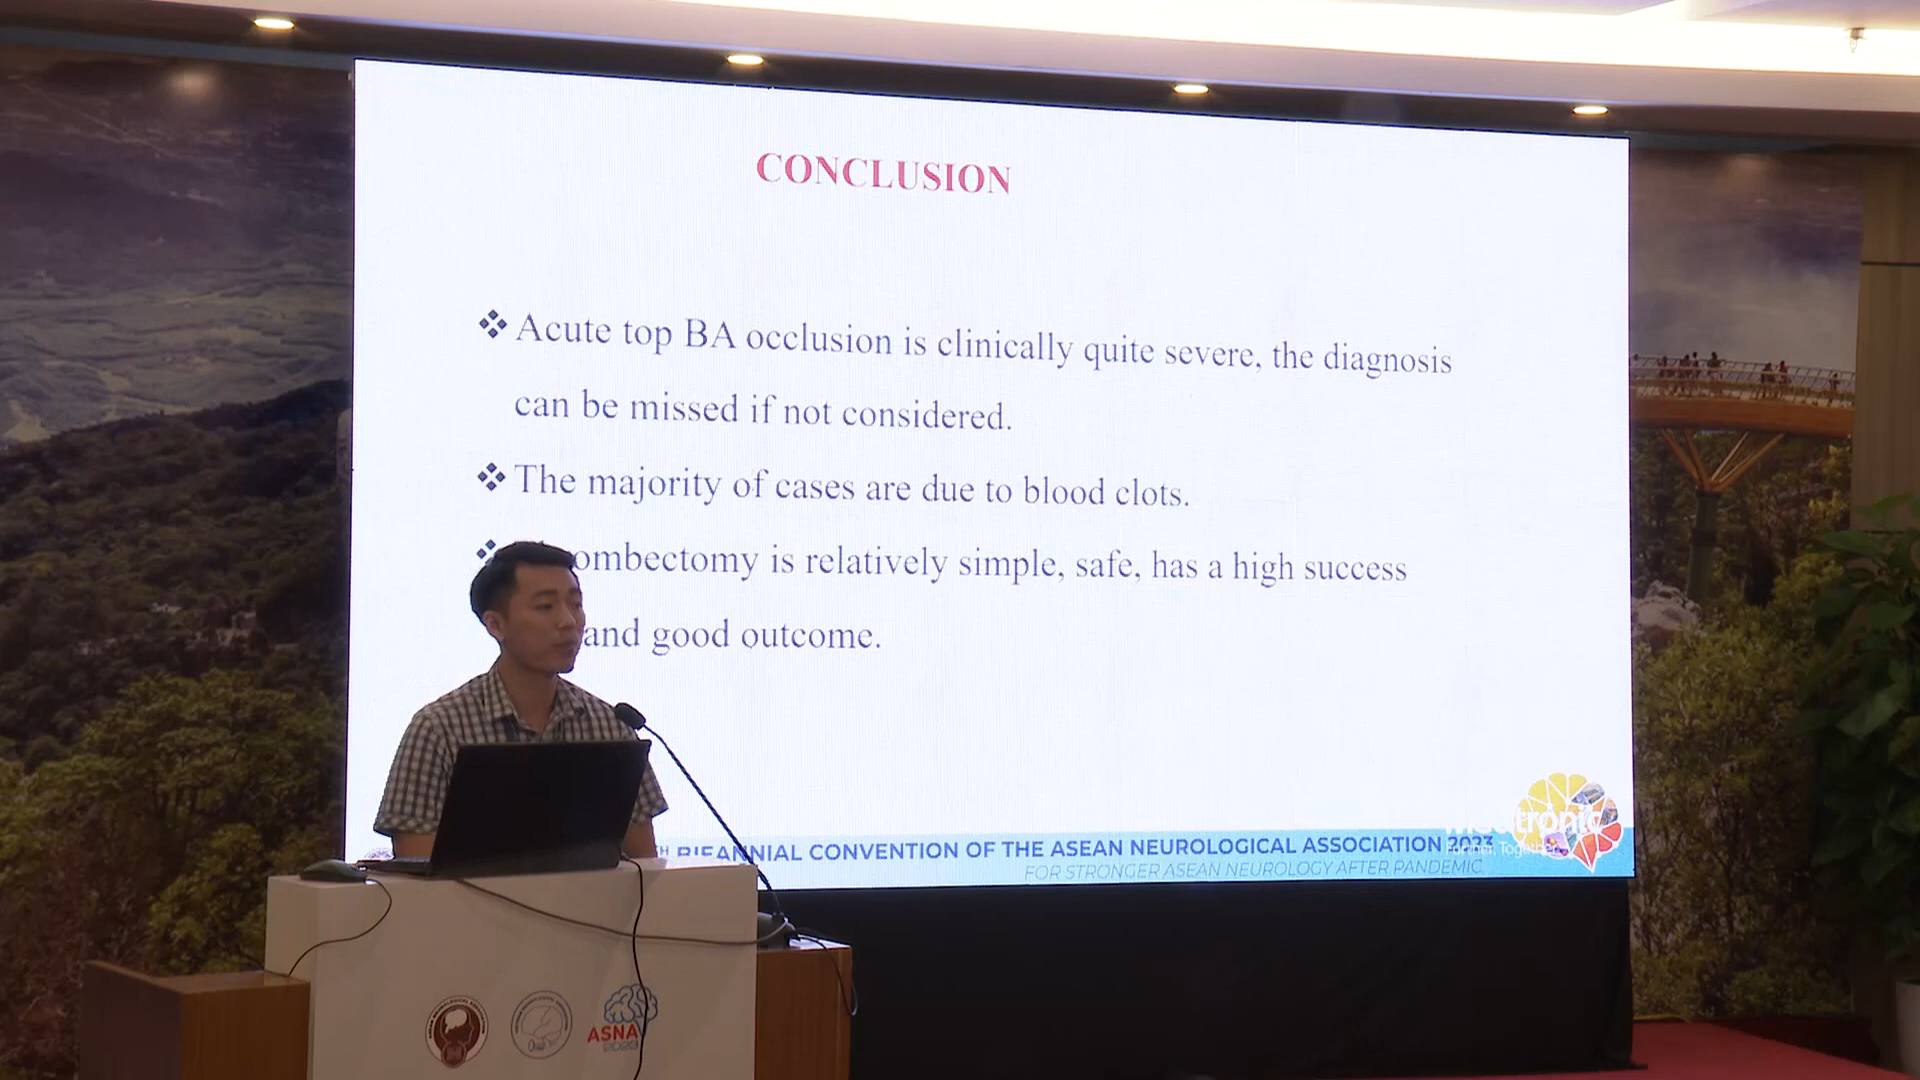 CONCLUSION
❖ Acute top BA occlusion is clinically quite severe, the diagnosis
can be missed if not considered.
❖ The majority of cases are due to blood clots.
ombectomy is relatively simple, safe, has a high success
and good outcome.
BIEANNIAL CONVENTION OF THE ASEAN NEUROLOGICAL ASSOCIATION 2023
FOR STRONGER ASEAN NEUROLOGY AFTER PANDEMIC
ASNA
2023